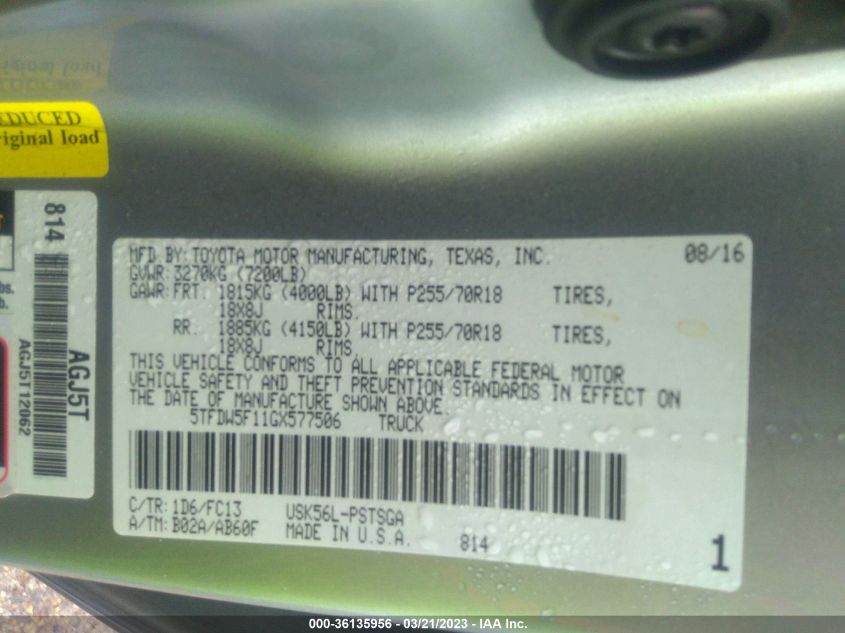 EDUCED
riginal load
814
AGJ5T
AGJ5T12062
MFD BY: TOYOTA MOTOR MANUFACTURING, TEXAS, INC. 08/16
GVWR: 3270KG (7200LB)
GAWR: FRT. 1815KG (4000LB) WITH P255/70R18 TIRES,
18X8J RIMS.
RR. 1885KG (4150LB) WITH P255/70R18 TIRES,
18X8J RIMS.
THIS VEHICLE CONFORMS TO ALL APPLICABLE FEDERAL MOTOR
VEHICLE SAFETY AND THEFT PREVENTION STANDARDS IN EFFECT ON
THE DATE OF MANUFACTURE SHOWN ABOVE.
5TFDW5F11GX577506 TRUCK
C/TR: 1D6/FC13 USK56L-PSTSGA
A/TM: B02A/AB60F MADE IN U.S.A. 814
1
000-36135956 - 03/21/2023 - IAA Inc.